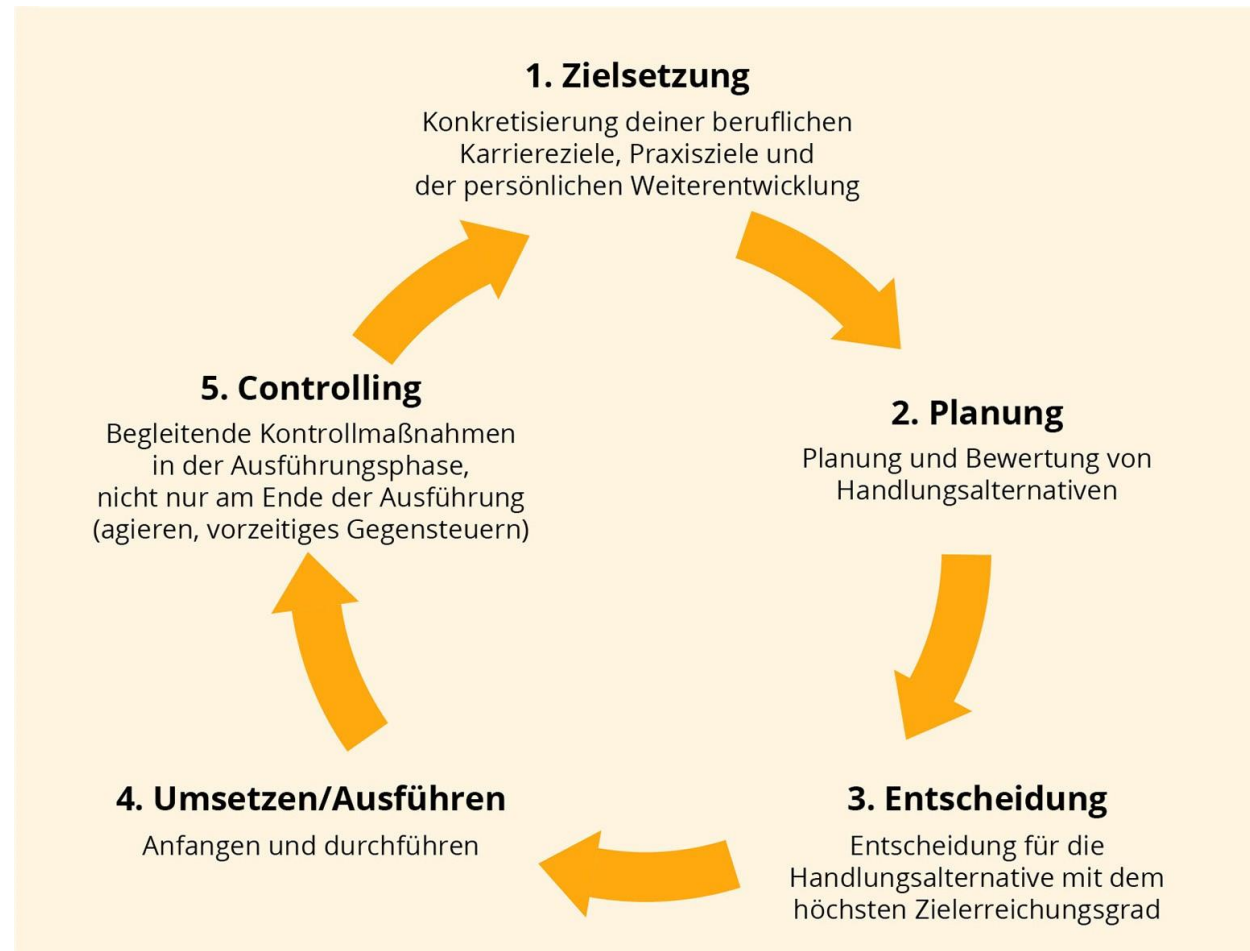 1. Zielsetzung
Konkretisierung deiner beruflichen
Karriereziele, Praxisziele und
der persönlichen Weiterentwicklung
2. Planung
Planung und Bewertung von
Handlungsalternativen
3. Entscheidung
Entscheidung für die
Handlungsalternative mit dem
höchsten Zielerreichungsgrad
4. Umsetzen/Ausführen
Anfangen und durchführen
5. Controlling
Begleitende Kontrollmaßnahmen
in der Ausführungsphase,
nicht nur am Ende der Ausführung
(agieren, vorzeitiges Gegensteuern)